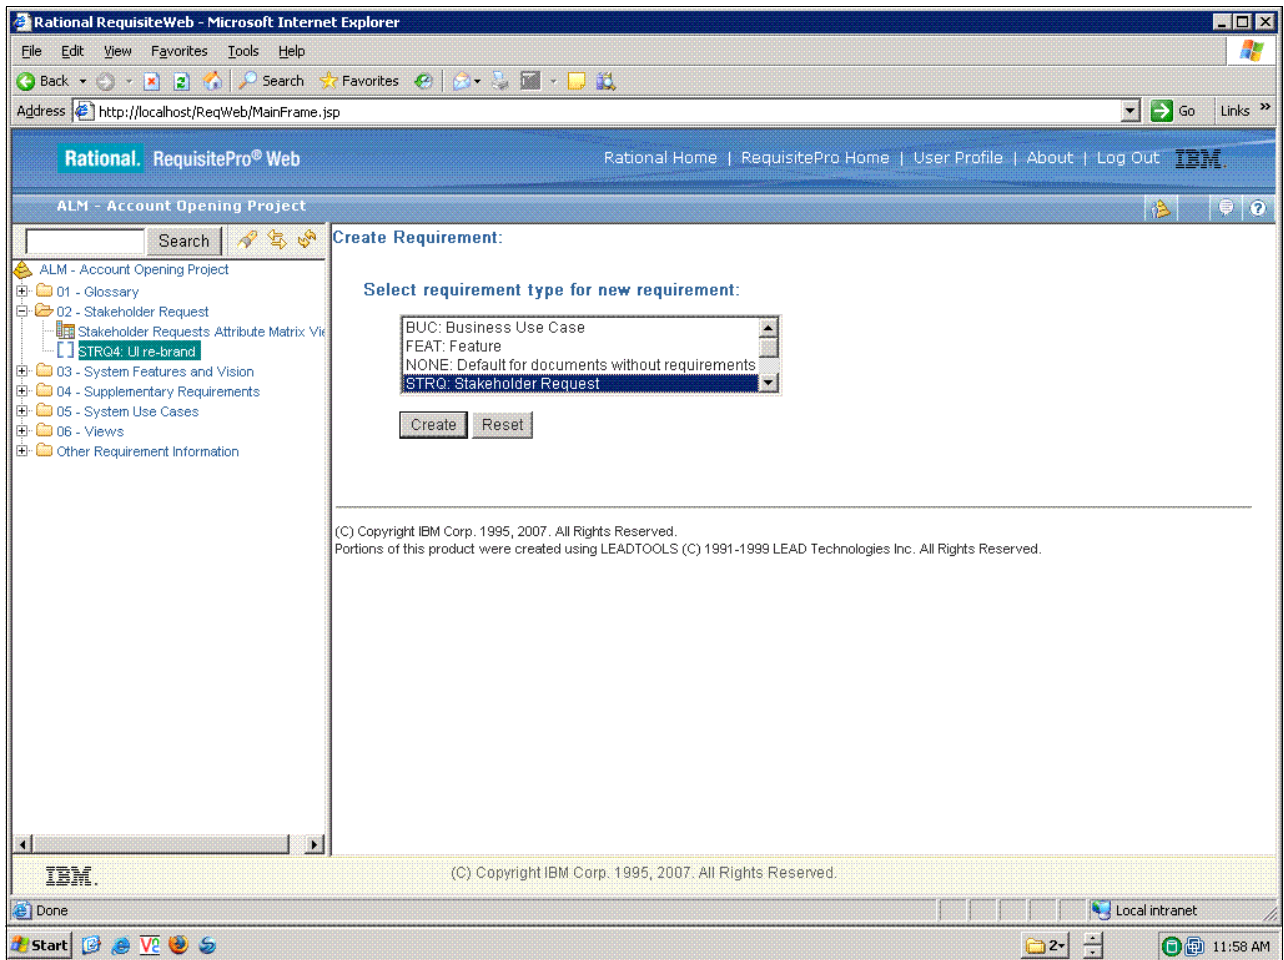 Rational RequisiteWeb - Microsoft Internet Explorer
File Edit View Favorites Tools Help
Back Search Favorites
Address http://localhost/ReqWeb/MainFrame.jsp Go Links »
Rational. RequisitePro® Web Rational Home | RequisitePro Home | User Profile | About | Log Out IBM.
ALM - Account Opening Project
Search
ALM - Account Opening Project
01 - Glossary
02 - Stakeholder Request
Stakeholder Requests Attribute Matrix Vie
STRQ4: UI re-brand
03 - System Features and Vision
04 - Supplementary Requirements
05 - System Use Cases
06 - Views
Other Requirement Information
Create Requirement:
Select requirement type for new requirement:
BUC: Business Use Case
FEAT: Feature
NONE: Default for documents without requirements
STRQ: Stakeholder Request
Create Reset
(C) Copyright IBM Corp. 1995, 2007. All Rights Reserved.
Portions of this product were created using LEADTOOLS (C) 1991-1999 LEAD Technologies Inc. All Rights Reserved.
IBM. (C) Copyright IBM Corp. 1995, 2007. All Rights Reserved.
Done Local intranet
Start 2 11:58 AM